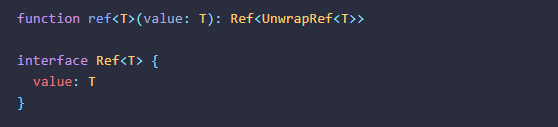 function ref<T>(value: T): Ref<UnwrapRef<T>>
interface Ref<T> {
value: T
}